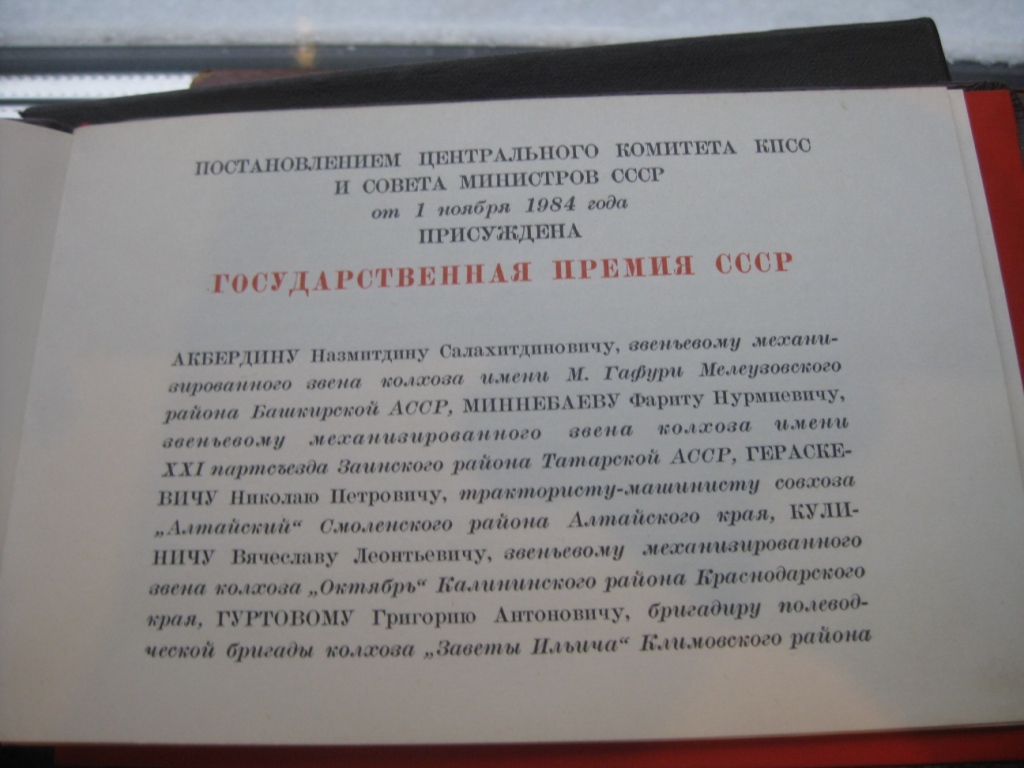 ПОСТАНОВЛЕНИЕМ ЦЕНТРАЛЬНОГО КОМИТЕТА КПСС
И СОВЕТА МИНИСТРОВ СССР
от 1 ноября 1984 года
ПРИСУЖДЕНА
ГОСУДАРСТВЕННАЯ ПРЕМИЯ СССР
АКБЕРДИНУ Назмитдину Салахитдиновичу, звеньевому механи-
зированного звена колхоза имени М. Гафури Мелеузовского
района Башкирской АССР, МИННЕБАЕВУ Фариту Нурмиевичу,
звеньевому механизированного звена колхоза имени
XXI партсъезда Заинского района Татарской АССР, ГЕРАСКЕ-
ВИЧУ Николаю Петровичу, трактористу-машинисту совхоза
„Алтайский“ Смоленского района Алтайского края, КУЛИ-
НИЧУ Вячеславу Леонтьевичу, звеньевому механизированного
звена колхоза „Октябрь“ Калининского района Краснодарского
края, ГУРТОВОМУ Григорию Антоновичу, бригадиру полевод-
ческой бригады колхоза „Заветы Ильича“ Климовского района